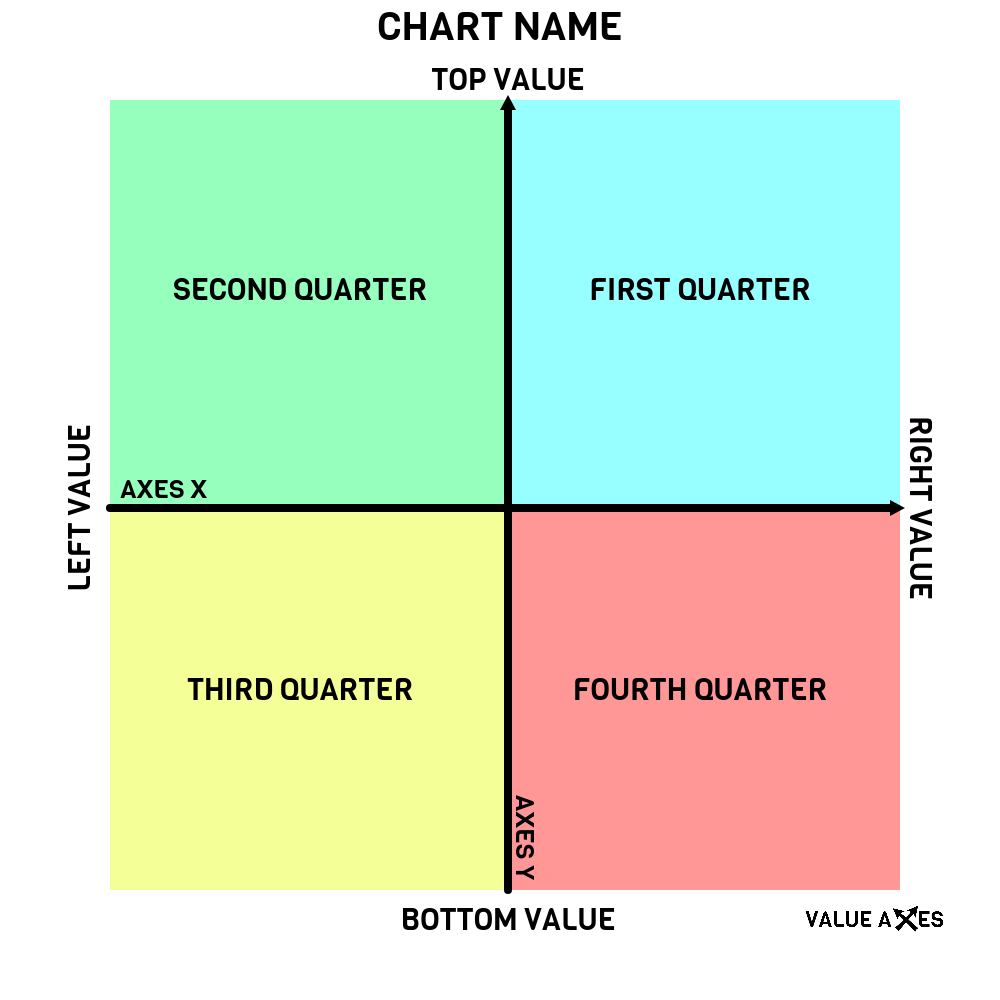 CHART NAME
TOP VALUE
SECOND QUARTER
FIRST QUARTER
LEFT VALUE
AXES X
RIGHT VALUE
THIRD QUARTER
FOURTH QUARTER
AXES Y
BOTTOM VALUE
VALUE AXES